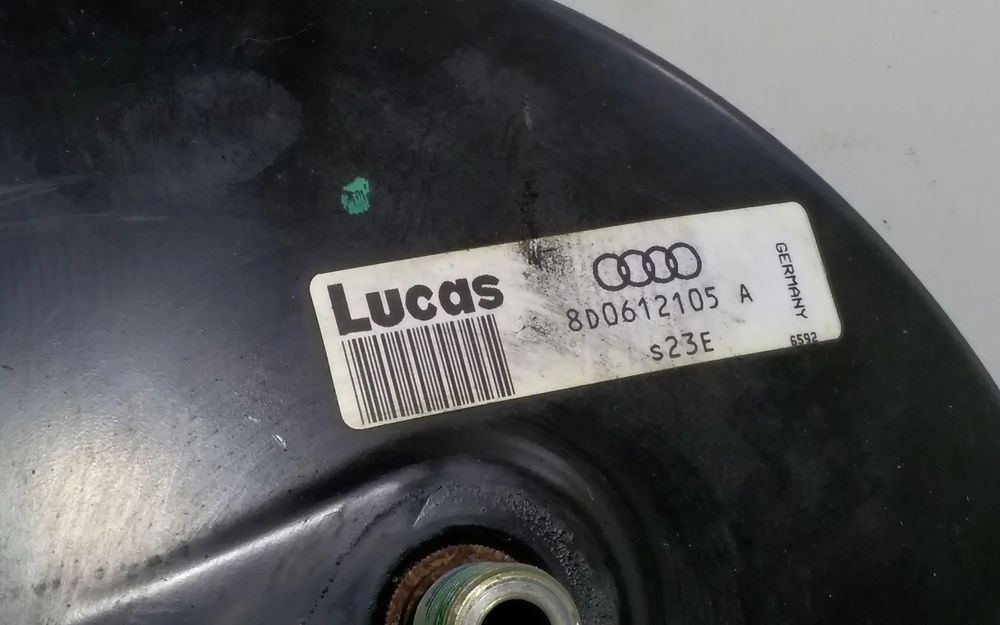 Lucas
8D0612105 A
s23E
GERMANY
6592